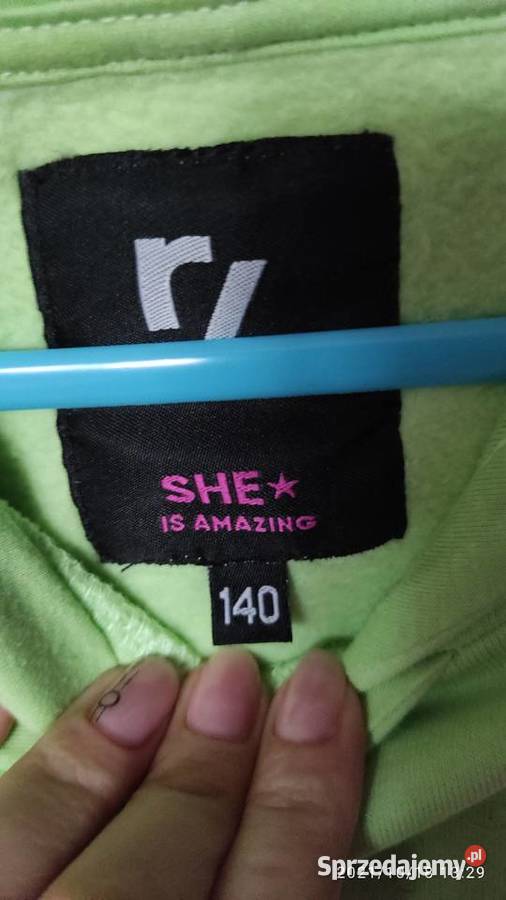 r/
SHE★
IS AMAZING
140
Sprzedajemy.pl